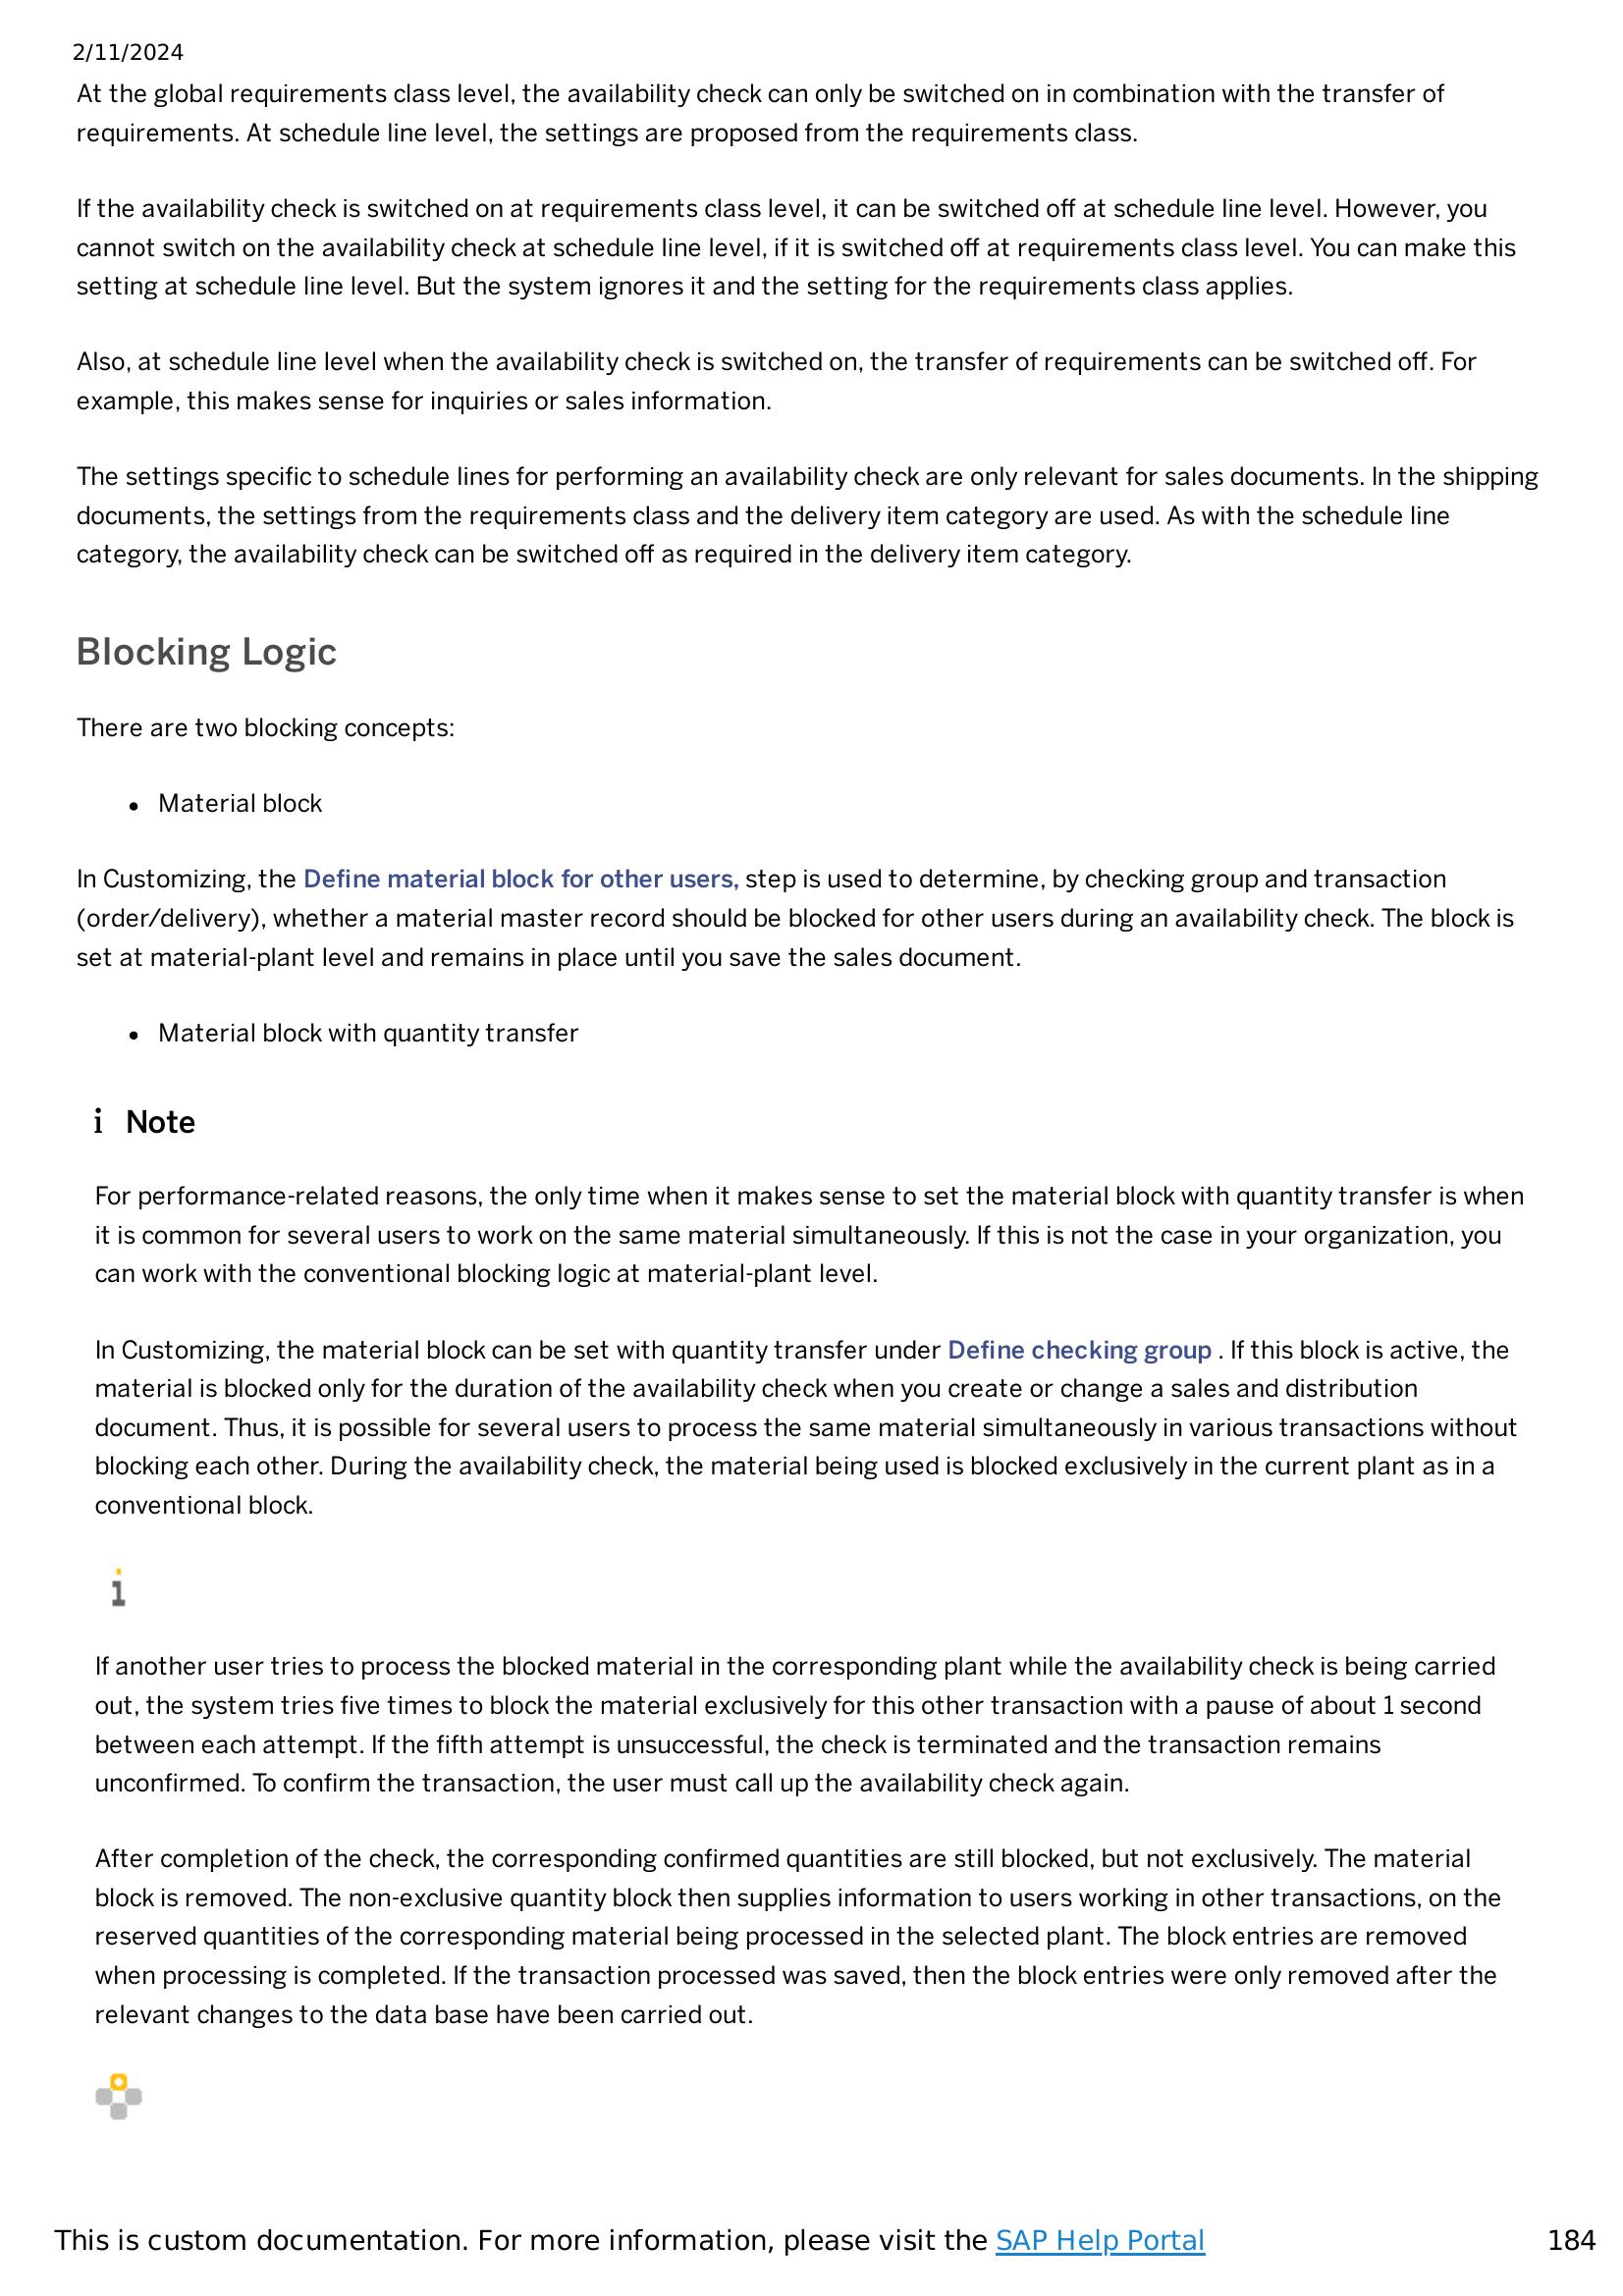 2/11/2024
At the global requirements class level, the availability check can only be switched on in combination with the transfer of
requirements. At schedule line level, the settings are proposed from the requirements class.
If the availability check is switched on at requirements class level, it can be switched off at schedule line level. However, you
cannot switch on the availability check at schedule line level, if it is switched off at requirements class level. You can make this
setting at schedule line level. But the system ignores it and the setting for the requirements class applies.
Also, at schedule line level when the availability check is switched on, the transfer of requirements can be switched off. For
example, this makes sense for inquiries or sales information.
The settings specific to schedule lines for performing an availability check are only relevant for sales documents. In the shipping
documents, the settings from the requirements class and the delivery item category are used. As with the schedule line
category, the availability check can be switched off as required in the delivery item category.
Blocking Logic
There are two blocking concepts:
• Material block
In Customizing, the Define material block for other users, step is used to determine, by checking group and transaction
(order/delivery), whether a material master record should be blocked for other users during an availability check. The block is
set at material-plant level and remains in place until you save the sales document.
• Material block with quantity transfer
i Note
For performance-related reasons, the only time when it makes sense to set the material block with quantity transfer is when
it is common for several users to work on the same material simultaneously. If this is not the case in your organization, you
can work with the conventional blocking logic at material-plant level.
In Customizing, the material block can be set with quantity transfer under Define checking group . If this block is active, the
material is blocked only for the duration of the availability check when you create or change a sales and distribution
document. Thus, it is possible for several users to process the same material simultaneously in various transactions without
blocking each other. During the availability check, the material being used is blocked exclusively in the current plant as in a
conventional block.
i
If another user tries to process the blocked material in the corresponding plant while the availability check is being carried
out, the system tries five times to block the material exclusively for this other transaction with a pause of about 1 second
between each attempt. If the fifth attempt is unsuccessful, the check is terminated and the transaction remains
unconfirmed. To confirm the transaction, the user must call up the availability check again.
After completion of the check, the corresponding confirmed quantities are still blocked, but not exclusively. The material
block is removed. The non-exclusive quantity block then supplies information to users working in other transactions, on the
reserved quantities of the corresponding material being processed in the selected plant. The block entries are removed
when processing is completed. If the transaction processed was saved, then the block entries were only removed after the
relevant changes to the data base have been carried out.
This is custom documentation. For more information, please visit the SAP Help Portal 184